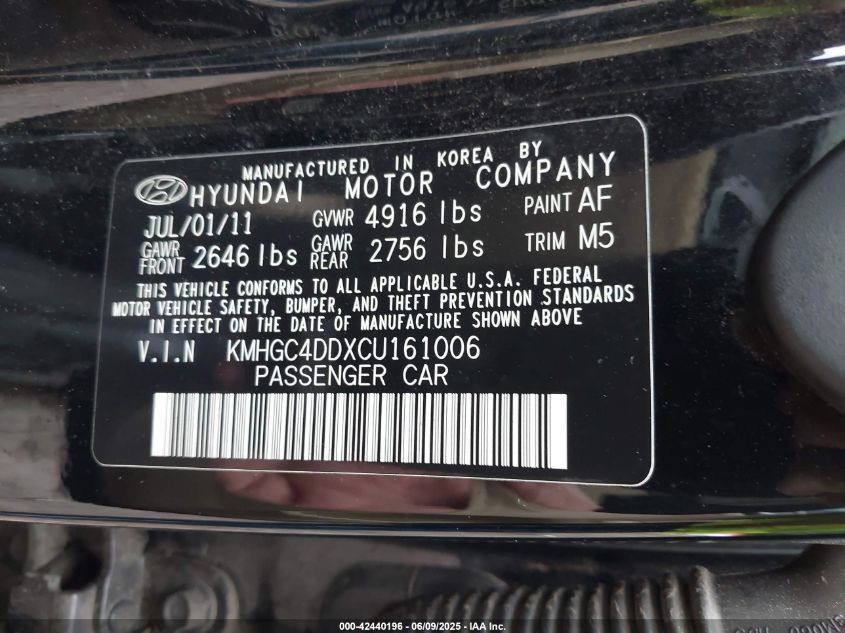 MANUFACTURED IN KOREA BY
HYUNDAI MOTOR COMPANY
JUL/01/11 GVWR 4916 lbs PAINT AF
GAWR FRONT 2646 lbs GAWR REAR 2756 lbs TRIM M5
THIS VEHICLE CONFORMS TO ALL APPLICABLE U.S.A. FEDERAL
MOTOR VEHICLE SAFETY, BUMPER, AND THEFT PREVENTION STANDARDS
IN EFFECT ON THE DATE OF MANUFACTURE SHOWN ABOVE
V.I.N KMHGC4DDXCU161006
PASSENGER CAR
000-42440196 - 06/09/2025 - IAA Inc.